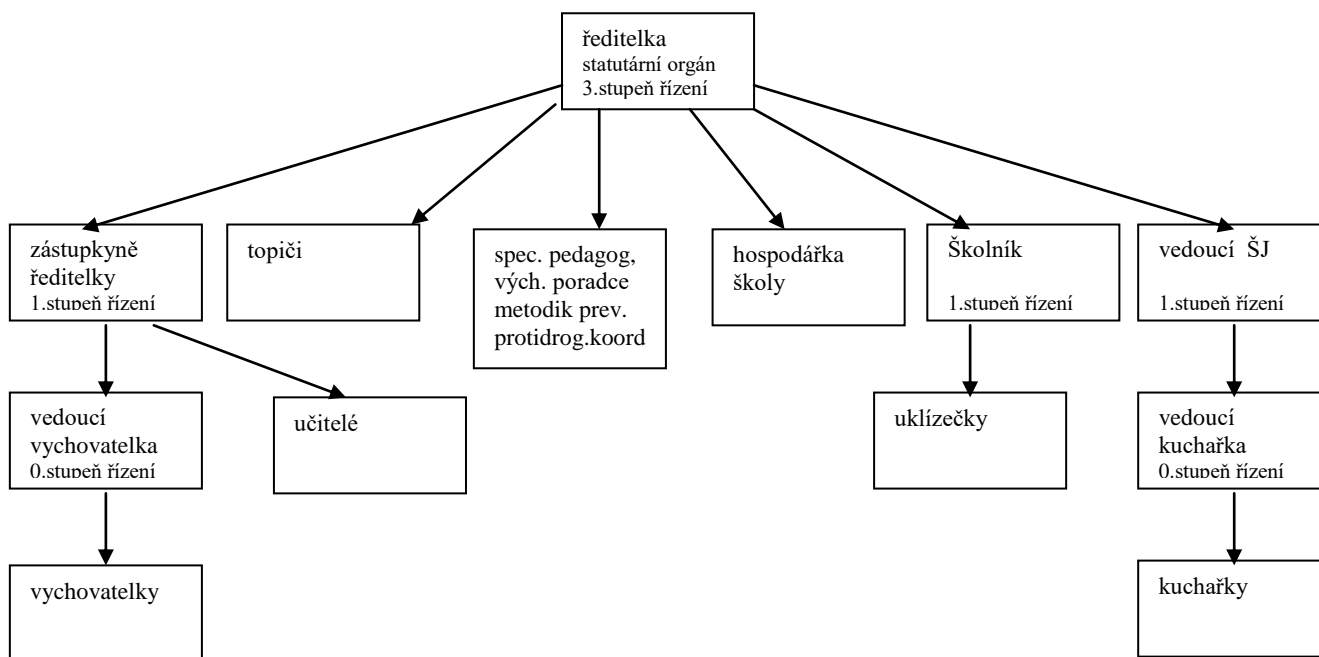 ředitelka
statutární orgán
3.stupeň řízení
zástupkyně
ředitelky
1.stupeň řízení
topiči
spec. pedagog,
vých. poradce
metodik prev.
protidrog.koord
hospodářka
školy
Školník
1.stupeň řízení
vedoucí ŠJ
1.stupeň řízení
vedoucí
vychovatelka
0.stupeň řízení
učitelé
uklízečky
vedoucí
kuchařka
0.stupeň řízení
vychovatelky
kuchařky